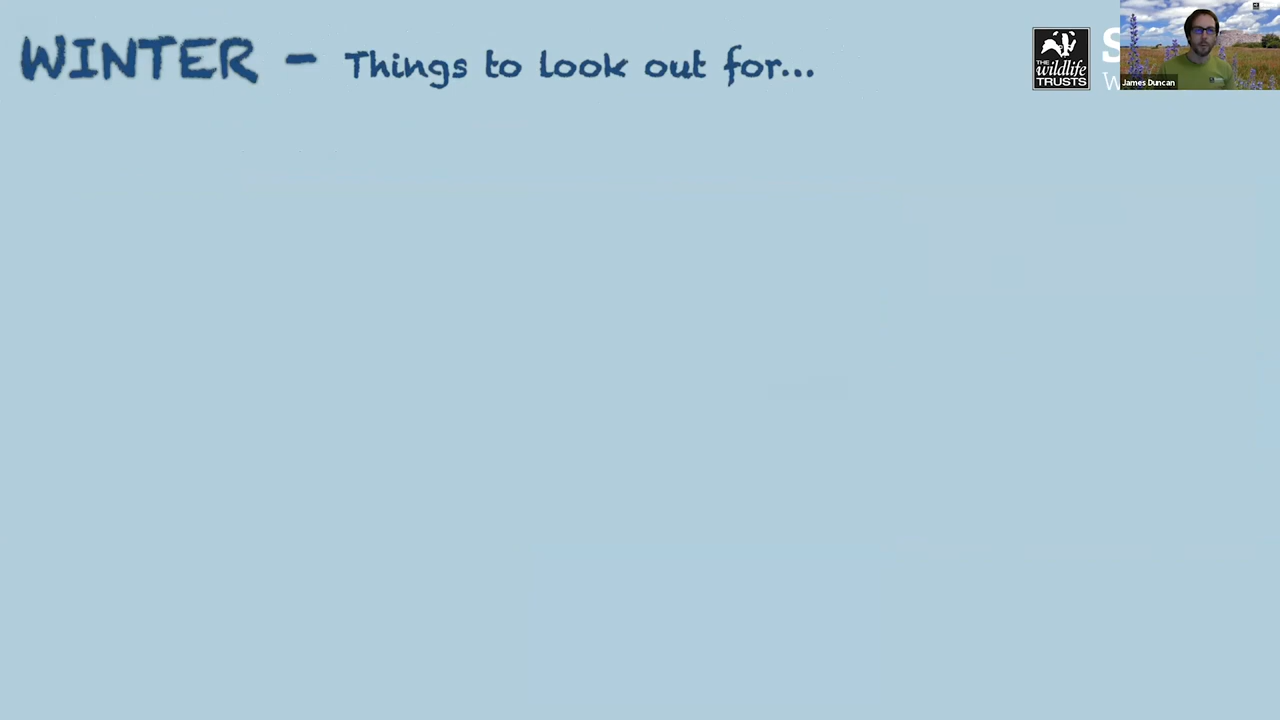 WINTER - Things to look out for...
THE
wildlife
TRUSTS
James Duncan